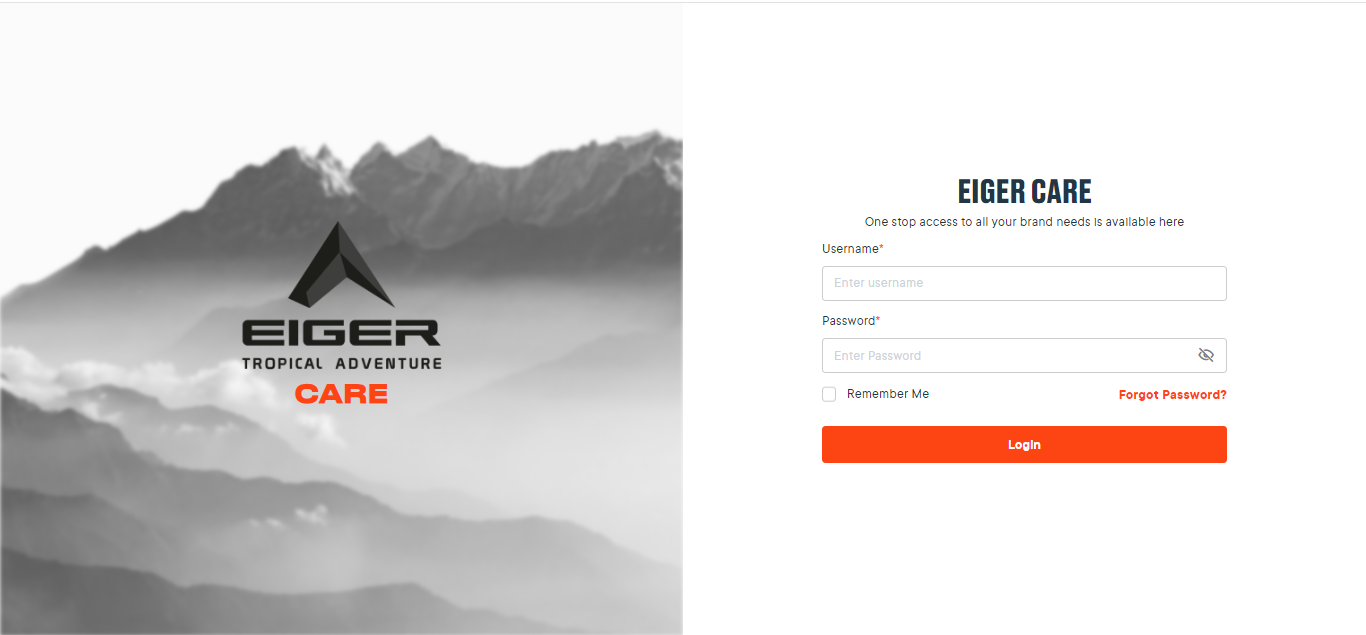 EIGER
TROPICAL ADVENTURE
CARE
EIGER CARE
One stop access to all your brand needs is available here
Username*
Enter username
Password*
Enter Password
Remember Me
Forgot Password?
Login